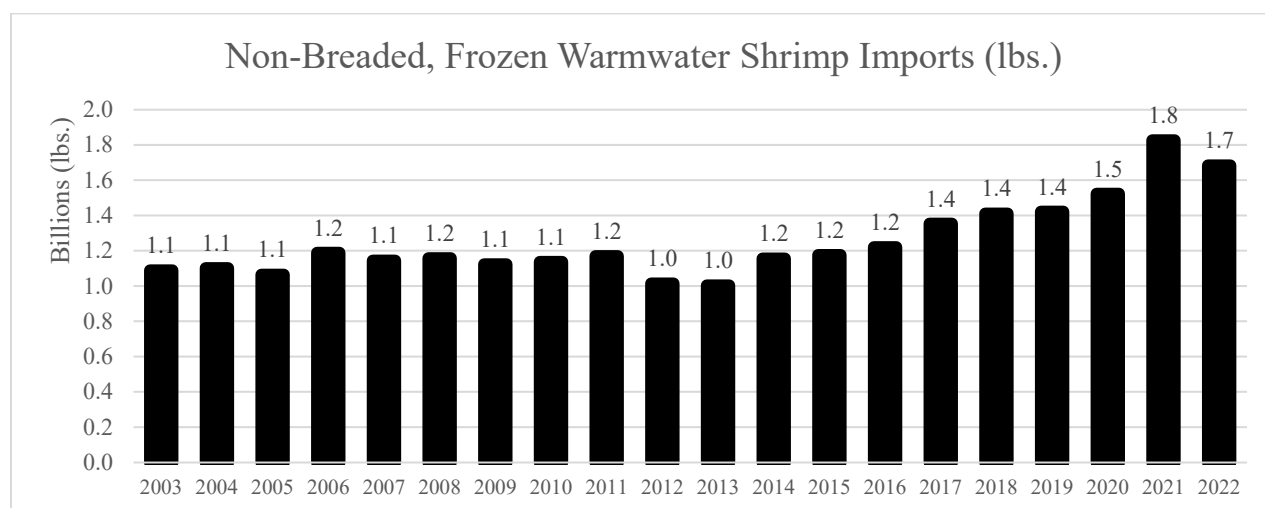 Non-Breaded, Frozen Warmwater Shrimp Imports (lbs.)
Billions (lbs.)
2.0
1.8
1.6
1.4
1.2
1.0
0.8
0.6
0.4
0.2
0.0
1.1 1.1 1.1 1.2 1.1 1.2 1.1 1.1 1.2 1.0 1.0 1.2 1.2 1.2 1.4 1.4 1.4 1.5 1.8 1.7
2003 2004 2005 2006 2007 2008 2009 2010 2011 2012 2013 2014 2015 2016 2017 2018 2019 2020 2021 2022